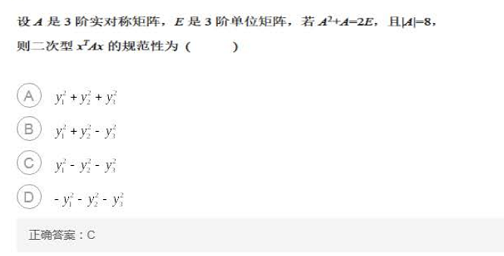 设 A 是 3 阶实对称矩阵，E 是 3 阶单位矩阵，若 A²+A=2E，且|A|=8，
则二次型 xᵀAx 的规范性为（　　）
A y₁² + y₂² + y₃²
B y₁² + y₂² - y₃²
C y₁² - y₂² - y₃²
D - y₁² - y₂² - y₃²
正确答案：C